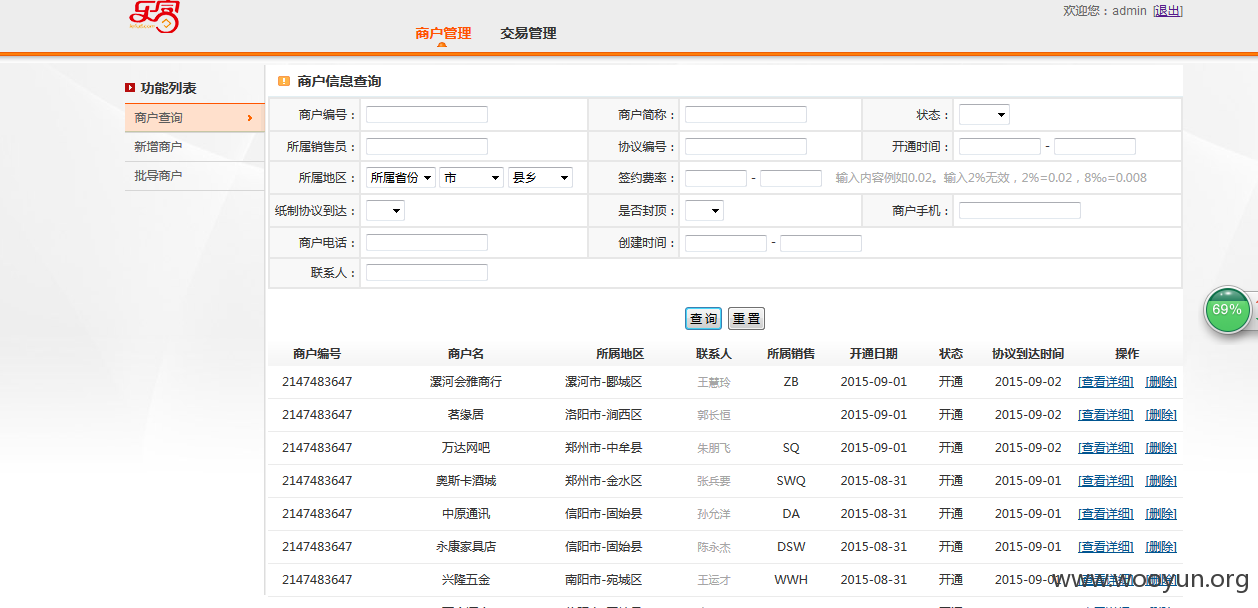 乐富
欢迎您：admin [退出]
商户管理 交易管理
功能列表
商户查询
新增商户
批导商户
商户信息查询
商户编号： 商户简称： 状态：
所属销售员： 协议编号： 开通时间： -
所属地区： 所属省份 市 县乡 签约费率： - 输入内容例如0.02。输入2%无效，2%=0.02，8‰=0.008
纸制协议到达： 是否封顶： 商户手机：
商户电话： 创建时间： -
联系人：
查询 重置
商户编号 商户名 所属地区 联系人 所属销售 开通日期 状态 协议到达时间 操作
2147483647 漯河会雅商行 漯河市-郾城区 王慧玲 ZB 2015-09-01 开通 2015-09-02 [查看详细] [删除]
2147483647 茗缘居 洛阳市-涧西区 郭长恒 2015-09-01 开通 2015-09-02 [查看详细] [删除]
2147483647 万达网吧 郑州市-中牟县 朱朋飞 SQ 2015-09-01 开通 2015-09-02 [查看详细] [删除]
2147483647 奥斯卡酒城 郑州市-金水区 张兵要 SWQ 2015-08-31 开通 2015-09-01 [查看详细] [删除]
2147483647 中原通讯 信阳市-固始县 孙允洋 DA 2015-08-31 开通 2015-09-01 [查看详细] [删除]
2147483647 永康家具店 信阳市-固始县 陈永杰 DSW 2015-08-31 开通 2015-09-01 [查看详细] [删除]
2147483647 兴隆五金 南阳市-宛城区 王运才 WWH 2015-08-31 开通 2015-09-01 [查看详细] [删除]
69%
www.wooyun.org